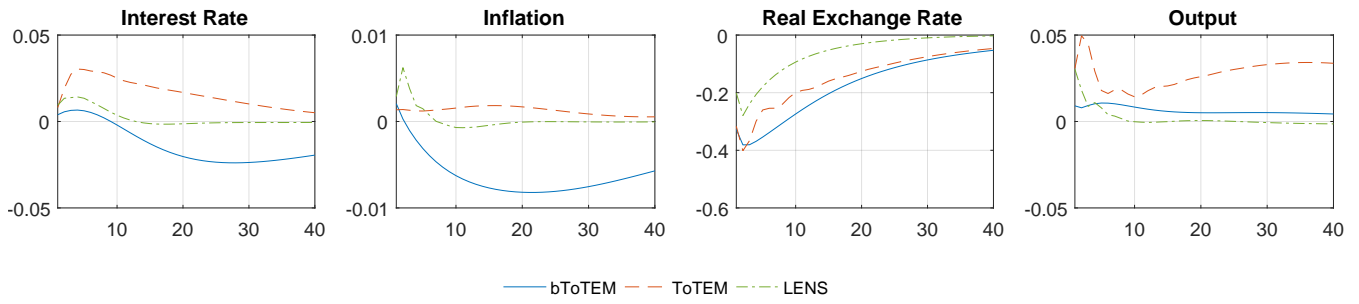 Interest Rate
Inflation
Real Exchange Rate
Output
0.05
0
-0.05
10 20 30 40
0.01
0
-0.01
10 20 30 40
0
-0.2
-0.4
-0.6
10 20 30 40
0.05
0
-0.05
10 20 30 40
bToTEM ToTEM LENS